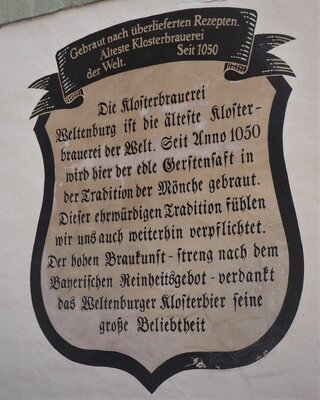 Gebraut nach überlieferten Rezepten.
Älteste Klosterbrauerei
der Welt. Seit 1050
Die Klosterbrauerei
Weltenburg ist die älteste Kloster-
brauerei der Welt. Seit Anno 1050
wird hier der edle Gerstensaft in
der Tradition der Mönche gebraut.
Dieser ehrwürdigen Tradition fühlen
wir uns auch weiterhin verpflichtet.
Der hohen Braukunst - streng nach dem
Bayerischen Reinheitsgebot - verdankt
das Weltenburger Klosterbier seine
große Beliebtheit